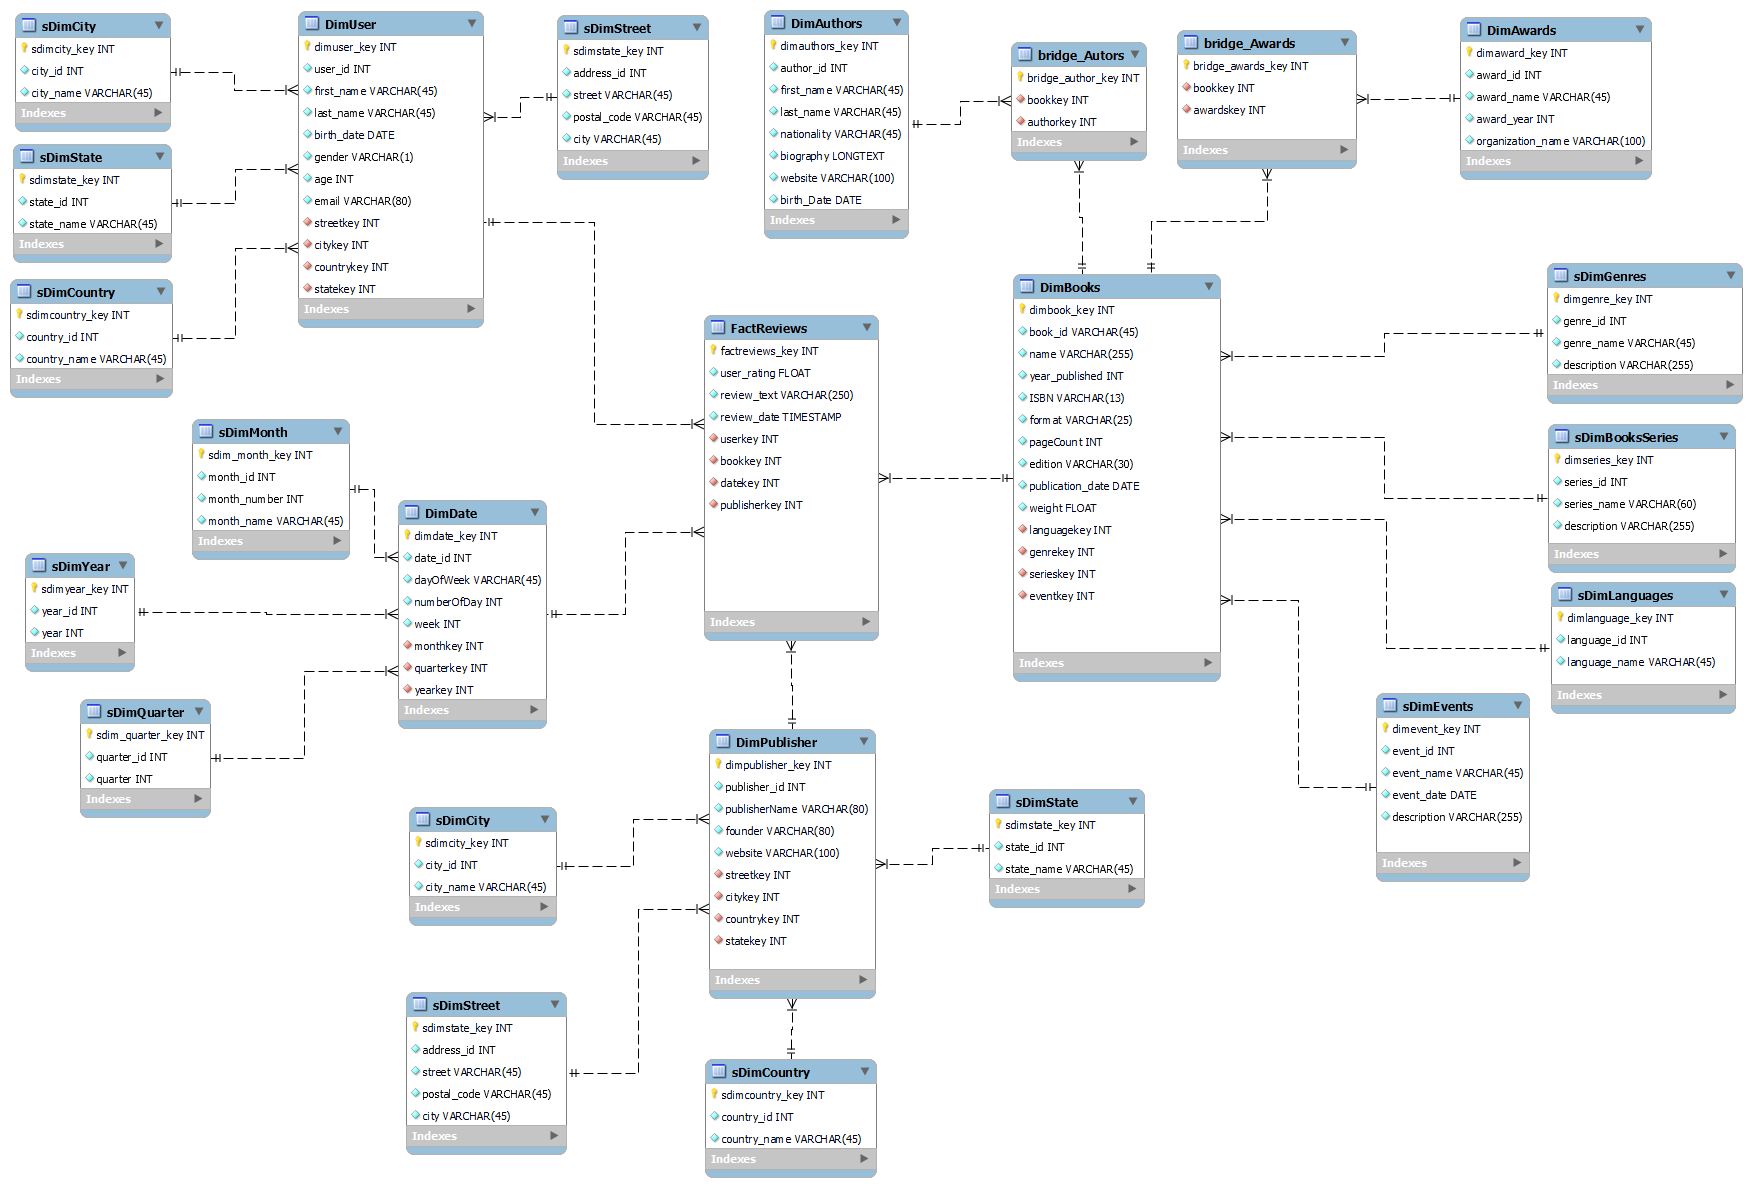 sDimCity
sdimcity_key INT
city_id INT
city_name VARCHAR(45)
Indexes
DimUser
dimuser_key INT
user_id INT
first_name VARCHAR(45)
last_name VARCHAR(45)
birth_date DATE
gender VARCHAR(1)
age INT
email VARCHAR(80)
streetkey INT
citykey INT
countrykey INT
statekey INT
Indexes
sDimStreet
sdimstate_key INT
address_id INT
street VARCHAR(45)
postal_code VARCHAR(45)
city VARCHAR(45)
Indexes
DimAuthors
dimauthors_key INT
author_id INT
first_name VARCHAR(45)
last_name VARCHAR(45)
nationality VARCHAR(45)
biography LONGTEXT
website VARCHAR(100)
birth_Date DATE
Indexes
bridge_Autors
bridge_author_key INT
bookkey INT
authorkey INT
Indexes
bridge_Awards
bridge_awards_key INT
bookkey INT
awardskey INT
Indexes
DimAwards
dimaward_key INT
award_id INT
award_name VARCHAR(45)
award_year INT
organization_name VARCHAR(100)
Indexes
sDimState
sdimstate_key INT
state_id INT
state_name VARCHAR(45)
Indexes
sDimCountry
sdimcountry_key INT
country_id INT
country_name VARCHAR(45)
Indexes
FactReviews
factreviews_key INT
user_rating FLOAT
review_text VARCHAR(250)
review_date TIMESTAMP
userkey INT
bookkey INT
datekey INT
publisherkey INT
Indexes
DimBooks
dimbook_key INT
book_id VARCHAR(45)
name VARCHAR(255)
year_published INT
ISBN VARCHAR(13)
format VARCHAR(25)
pageCount INT
edition VARCHAR(30)
publication_date DATE
weight FLOAT
languagekey INT
genrekey INT
serieskey INT
eventkey INT
Indexes
sDimGenres
dimgenre_key INT
genre_id INT
genre_name VARCHAR(45)
description VARCHAR(255)
Indexes
sDimBooksSeries
dimseries_key INT
series_id INT
series_name VARCHAR(60)
description VARCHAR(255)
Indexes
sDimLanguages
dimlanguage_key INT
language_id INT
language_name VARCHAR(45)
Indexes
sDimEvents
dimevent_key INT
event_id INT
event_name VARCHAR(45)
event_date DATE
description VARCHAR(255)
Indexes
sDimMonth
sdim_month_key INT
month_id INT
month_number INT
month_name VARCHAR(45)
Indexes
DimDate
dimdate_key INT
date_id INT
dayOfWeek VARCHAR(45)
numberOfDay INT
week INT
monthkey INT
quarterkey INT
yearkey INT
Indexes
sDimYear
sdimyear_key INT
year_id INT
year INT
Indexes
sDimQuarter
sdim_quarter_key INT
quarter_id INT
quarter INT
Indexes
DimPublisher
dimpublisher_key INT
publisher_id INT
publisherName VARCHAR(80)
founder VARCHAR(80)
website VARCHAR(100)
streetkey INT
citykey INT
countrykey INT
statekey INT
Indexes
sDimCity
sdimcity_key INT
city_id INT
city_name VARCHAR(45)
Indexes
sDimState
sdimstate_key INT
state_id INT
state_name VARCHAR(45)
Indexes
sDimStreet
sdimstate_key INT
address_id INT
street VARCHAR(45)
postal_code VARCHAR(45)
city VARCHAR(45)
Indexes
sDimCountry
sdimcountry_key INT
country_id INT
country_name VARCHAR(45)
Indexes